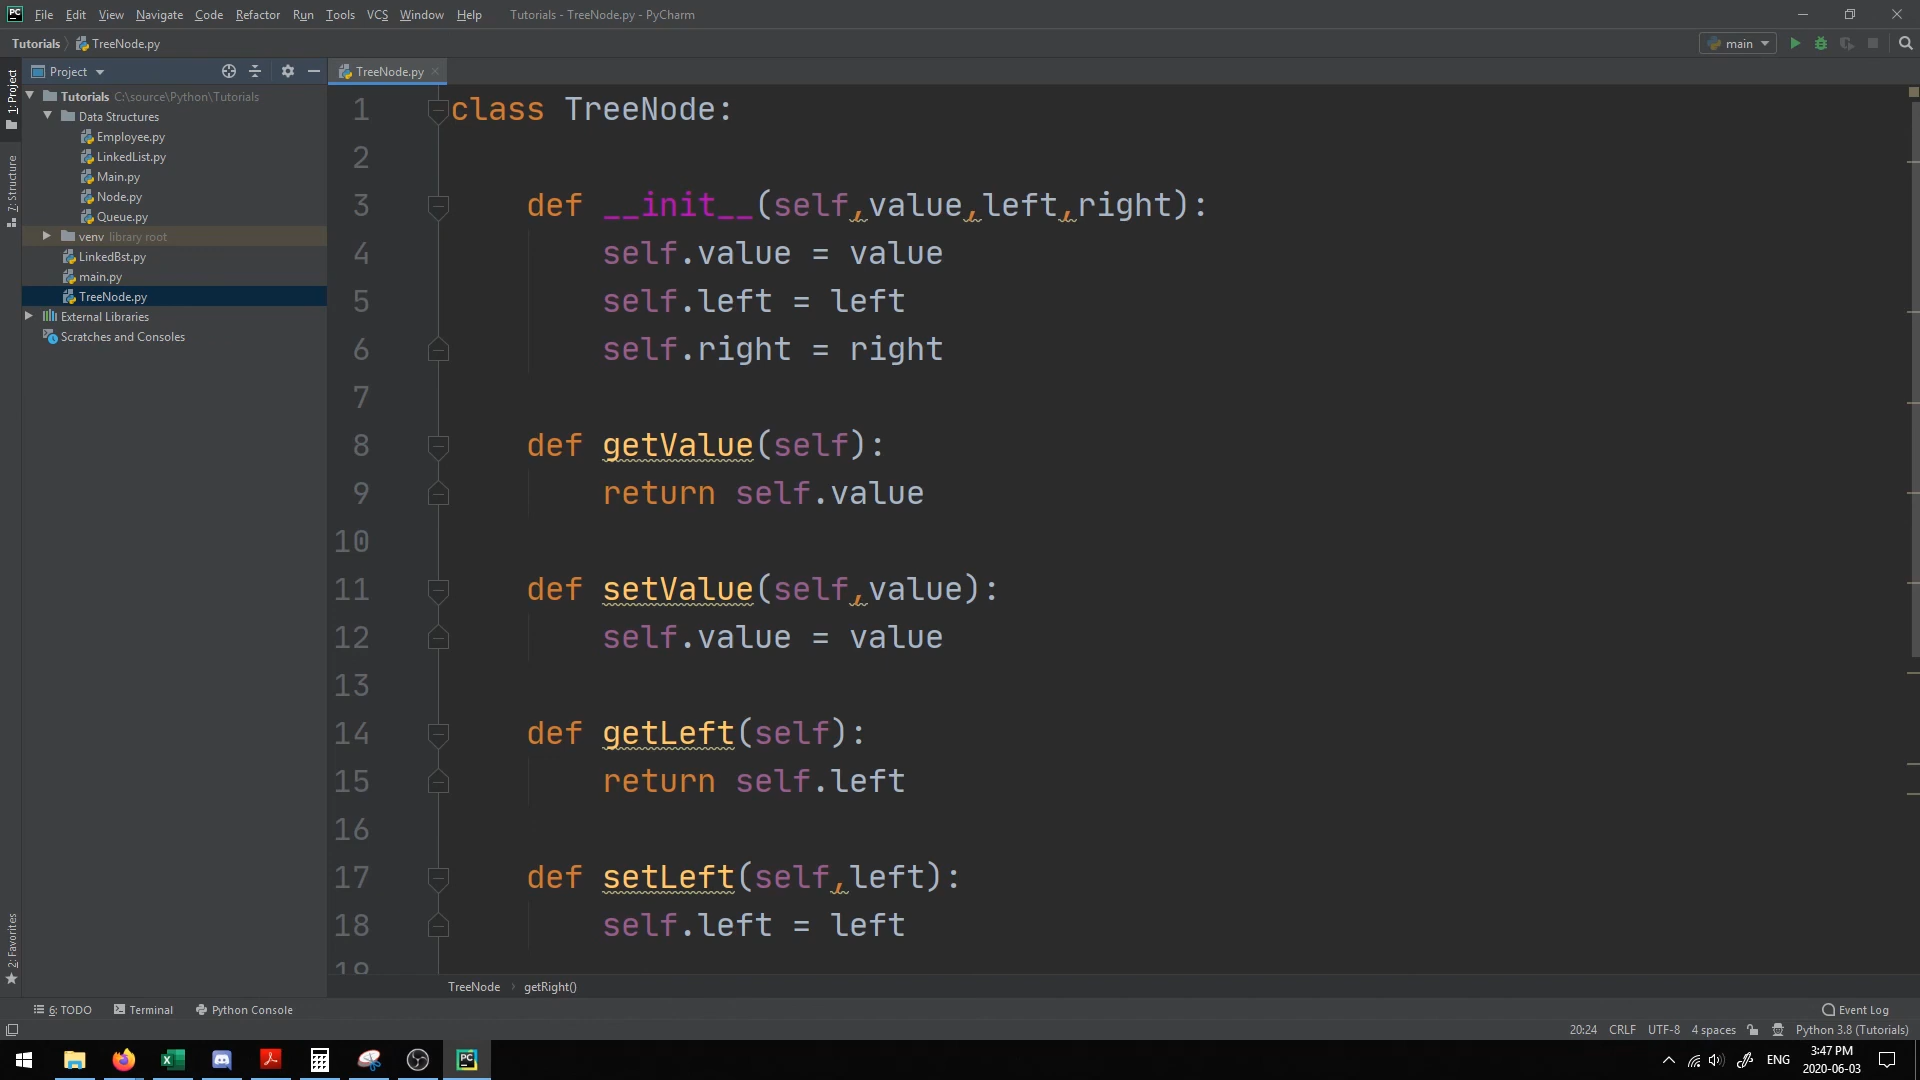 PC File Edit View Navigate Code Refactor Run Tools VCS Window Help Tutorials - TreeNode.py - PyCharm
Tutorials TreeNode.py main
Project TreeNode.py
1: Project
7: Structure
2: Favorites
Tutorials C:\source\Python\Tutorials
Data Structures
Employee.py
LinkedList.py
Main.py
Node.py
Queue.py
venv library root
LinkedBst.py
main.py
TreeNode.py
External Libraries
Scratches and Consoles
1 class TreeNode:
2
3 def __init__(self,value,left,right):
4 self.value = value
5 self.left = left
6 self.right = right
7
8 def getValue(self):
9 return self.value
10
11 def setValue(self,value):
12 self.value = value
13
14 def getLeft(self):
15 return self.left
16
17 def setLeft(self,left):
18 self.left = left
19
TreeNode getRight()
6: TODO Terminal Python Console Event Log
20:24 CRLF UTF-8 4 spaces Python 3.8 (Tutorials)
PC ENG 3:47 PM
2020-06-03